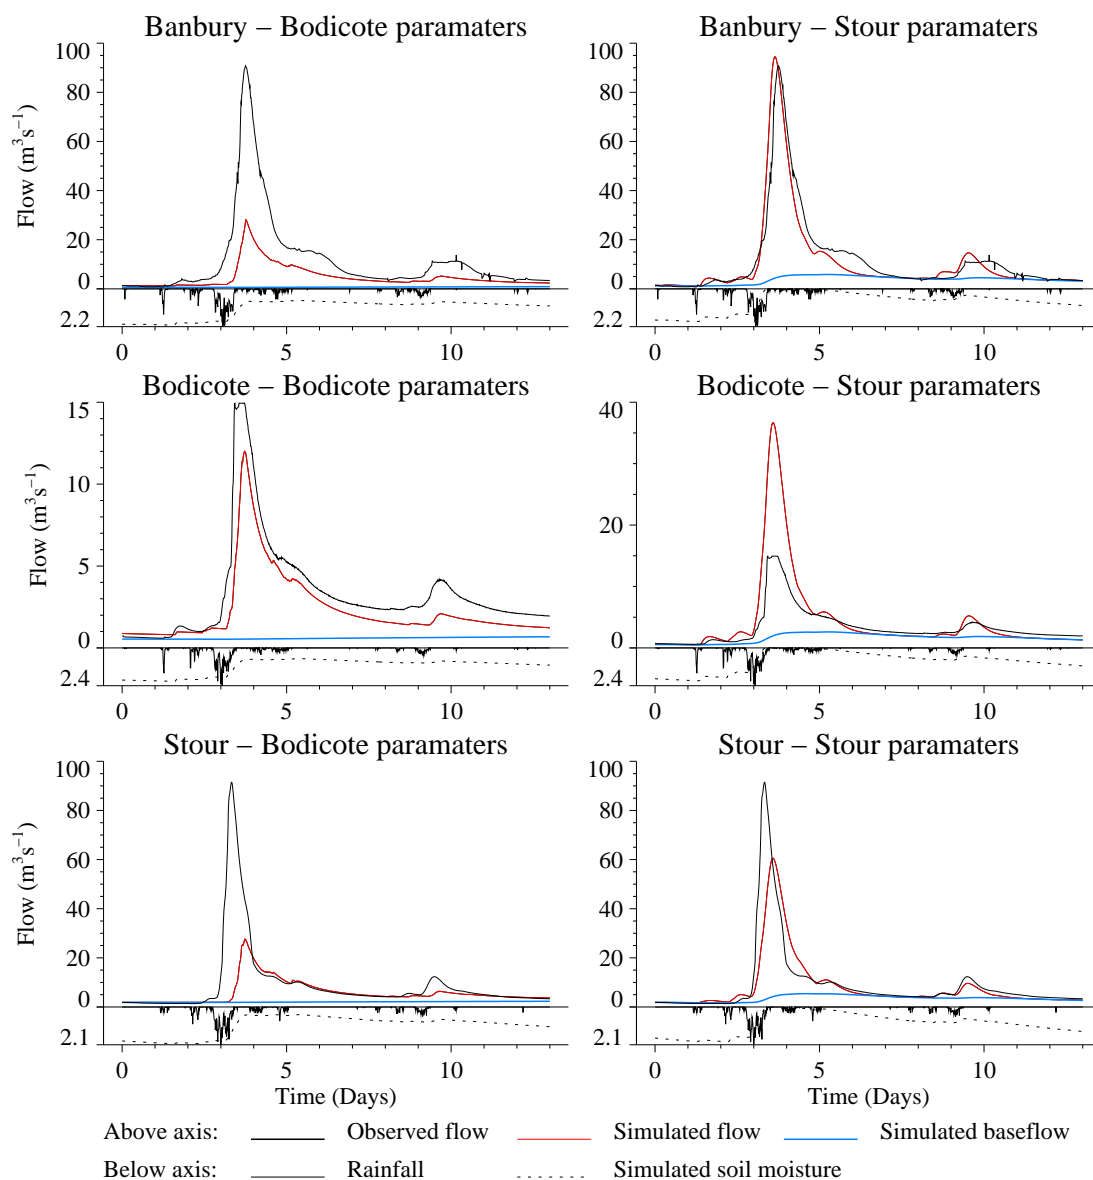 Banbury – Bodicote paramaters
Banbury – Stour paramaters
100
80
60
40
20
0
2.2
Flow (m³s⁻¹)
0 5 10
100
80
60
40
20
0
2.2
0 5 10
Bodicote – Bodicote paramaters
Bodicote – Stour paramaters
15
10
5
0
2.4
Flow (m³s⁻¹)
0 5 10
40
20
0
2.4
0 5 10
Stour – Bodicote paramaters
Stour – Stour paramaters
100
80
60
40
20
0
2.1
Flow (m³s⁻¹)
0 5 10
Time (Days)
100
80
60
40
20
0
2.1
0 5 10
Time (Days)
Above axis: Observed flow Simulated flow Simulated baseflow
Below axis: Rainfall Simulated soil moisture